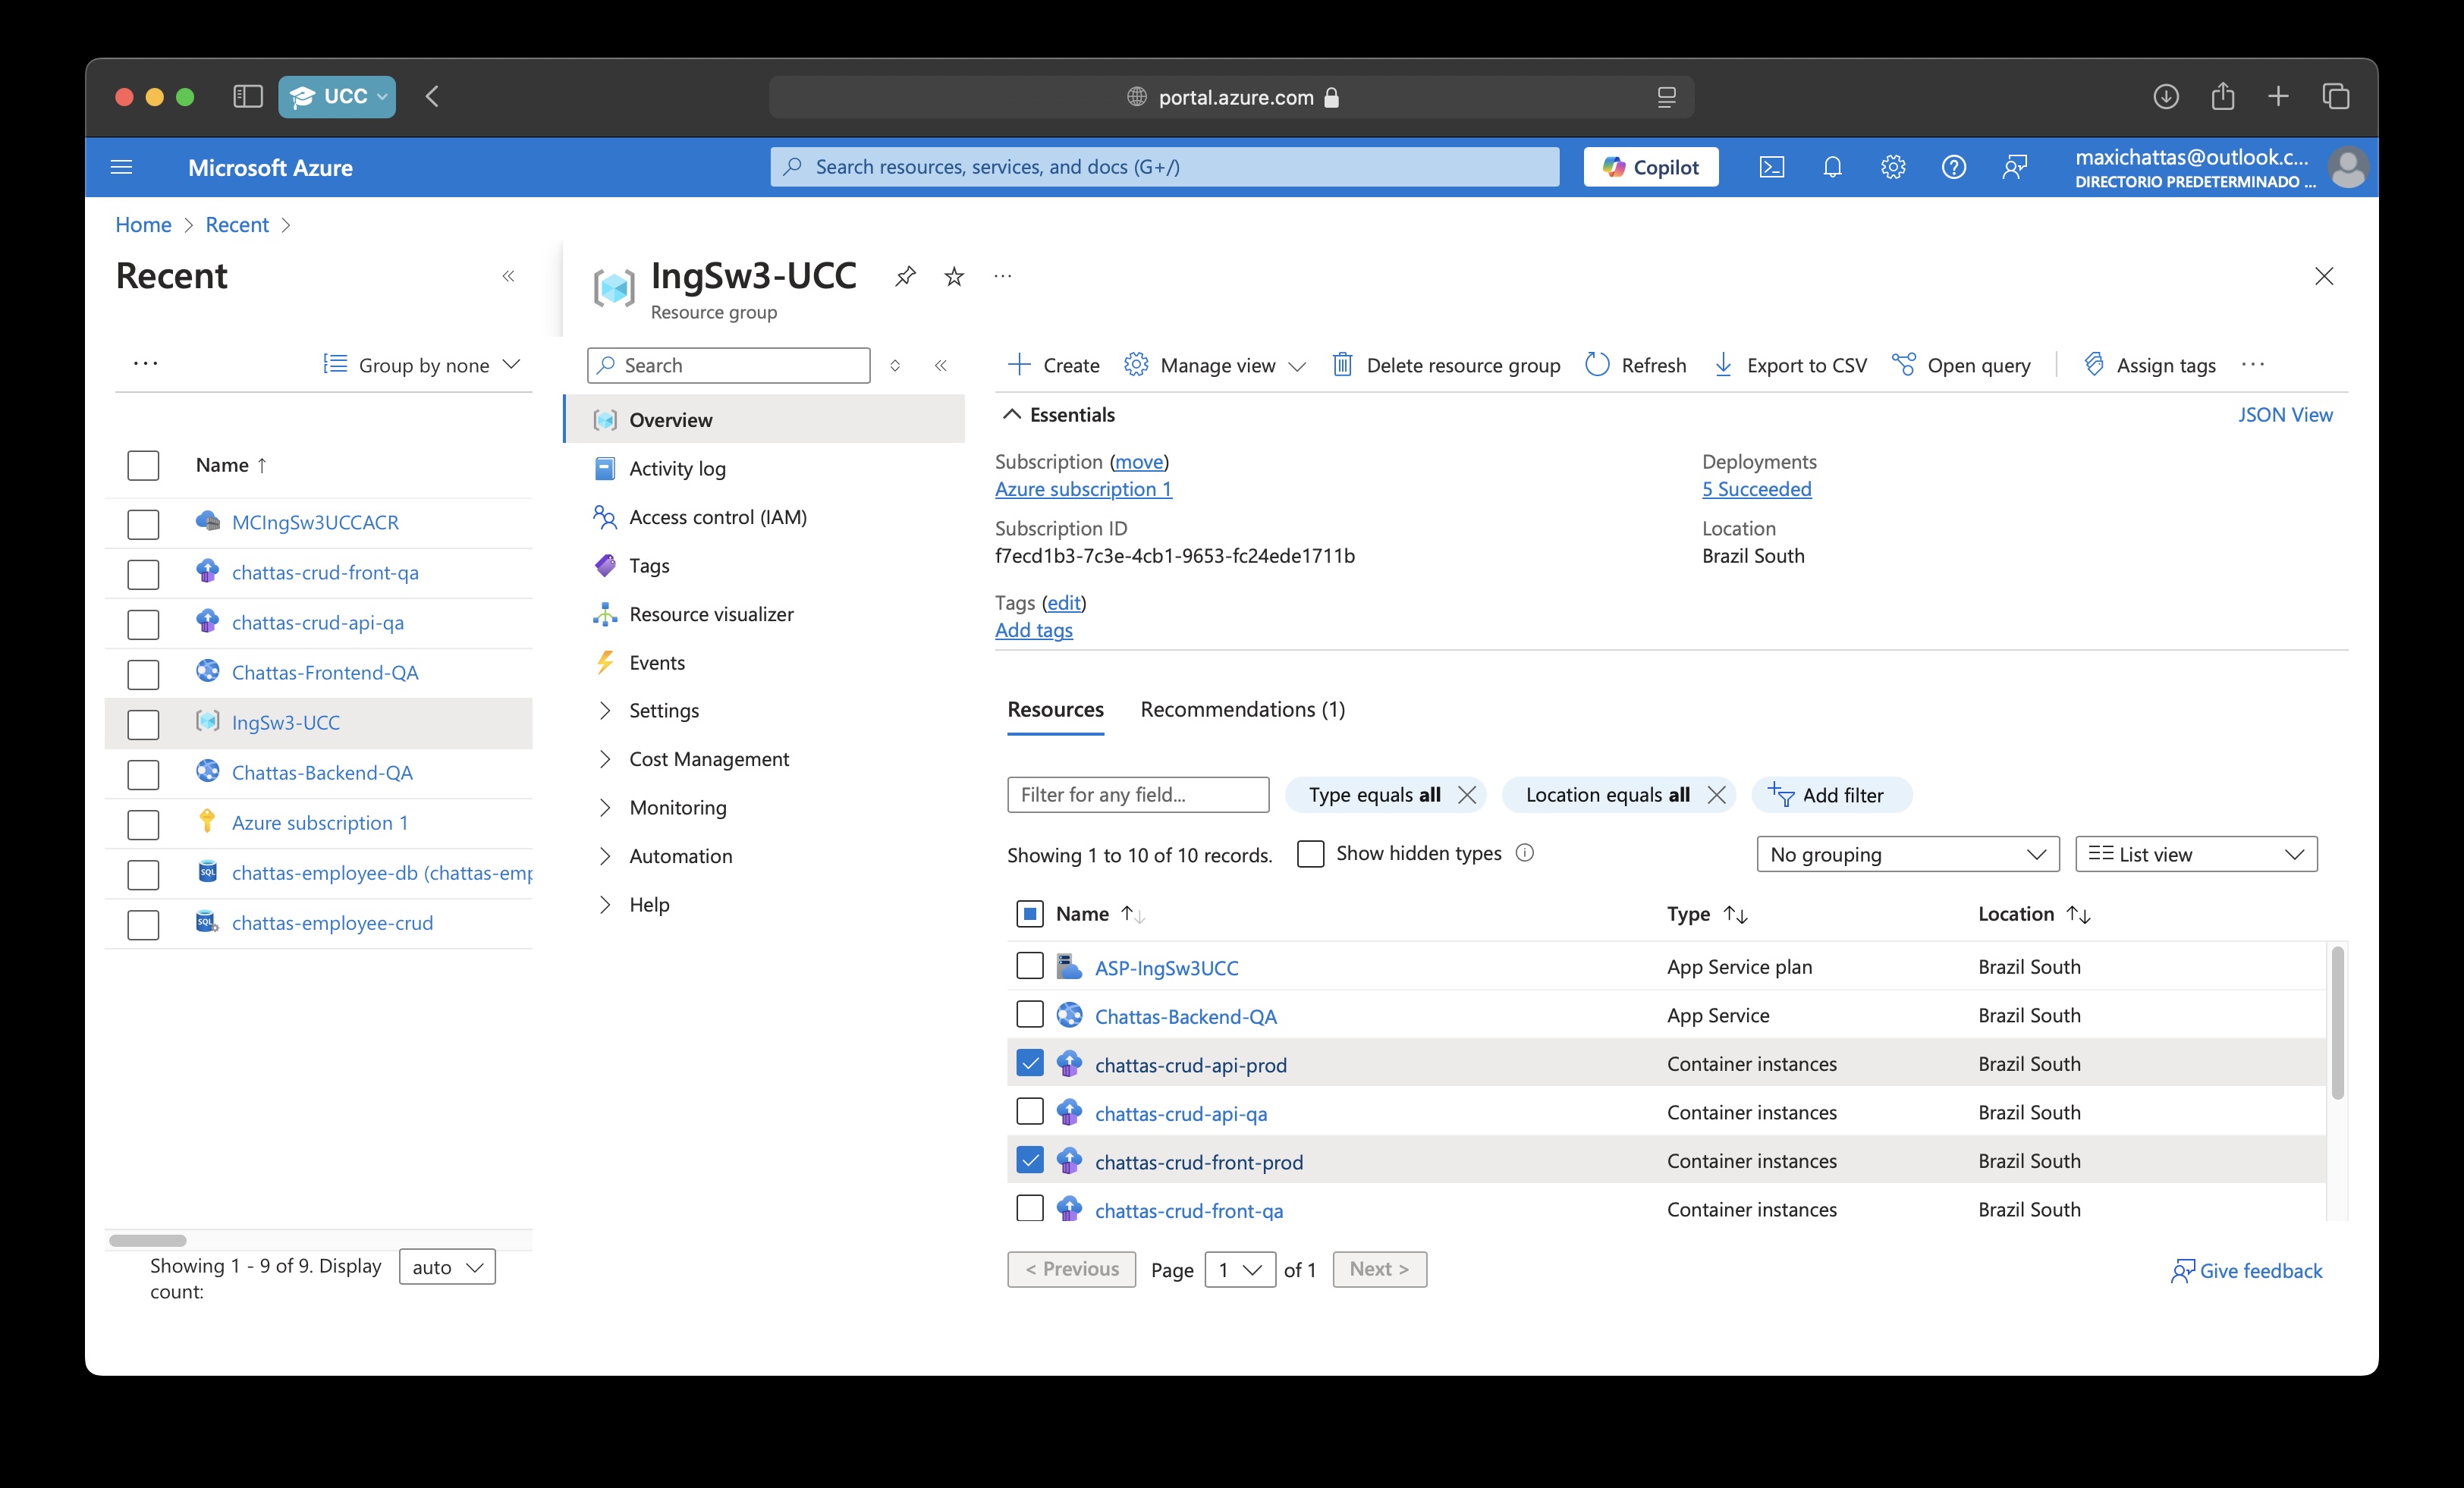 UCC
portal.azure.com
Microsoft Azure
Search resources, services, and docs (G+/)
Copilot
maxichattas@outlook.c...
DIRECTORIO PREDETERMINADO ...
Home > Recent >
Recent
IngSw3-UCC
Resource group
Group by none
Name ↑
MCIngSw3UCCACR
chattas-crud-front-qa
chattas-crud-api-qa
Chattas-Frontend-QA
IngSw3-UCC
Chattas-Backend-QA
Azure subscription 1
chattas-employee-db (chattas-emp
chattas-employee-crud
Showing 1 - 9 of 9. Display count:
auto
Search
Overview
Activity log
Access control (IAM)
Tags
Resource visualizer
Events
Settings
Cost Management
Monitoring
Automation
Help
Create
Manage view
Delete resource group
Refresh
Export to CSV
Open query
Assign tags
Essentials
JSON View
Subscription (move)
Azure subscription 1
Subscription ID
f7ecd1b3-7c3e-4cb1-9653-fc24ede1711b
Tags (edit)
Add tags
Deployments
5 Succeeded
Location
Brazil South
Resources
Recommendations (1)
Filter for any field...
Type equals all
Location equals all
Add filter
Showing 1 to 10 of 10 records.
Show hidden types
No grouping
List view
Name ↑↓ Type ↑↓ Location ↑↓
ASP-IngSw3UCC App Service plan Brazil South
Chattas-Backend-QA App Service Brazil South
chattas-crud-api-prod Container instances Brazil South
chattas-crud-api-qa Container instances Brazil South
chattas-crud-front-prod Container instances Brazil South
chattas-crud-front-qa Container instances Brazil South
< Previous Page 1 of 1 Next >
Give feedback